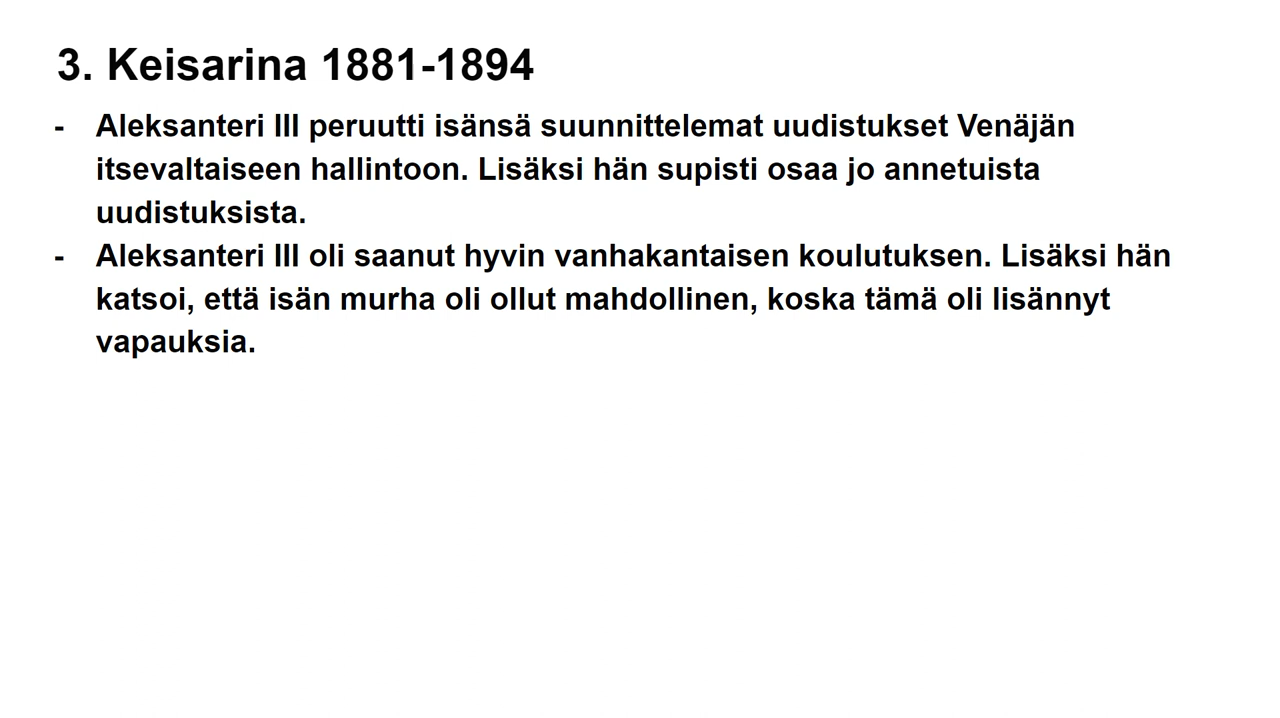 3. Keisarina 1881-1894
- Aleksanteri III peruutti isänsä suunnittelemat uudistukset Venäjän
itsevaltaiseen hallintoon. Lisäksi hän supisti osaa jo annetuista
uudistuksista.
- Aleksanteri III oli saanut hyvin vanhakantaisen koulutuksen. Lisäksi hän
katsoi, että isän murha oli ollut mahdollinen, koska tämä oli lisännyt
vapauksia.